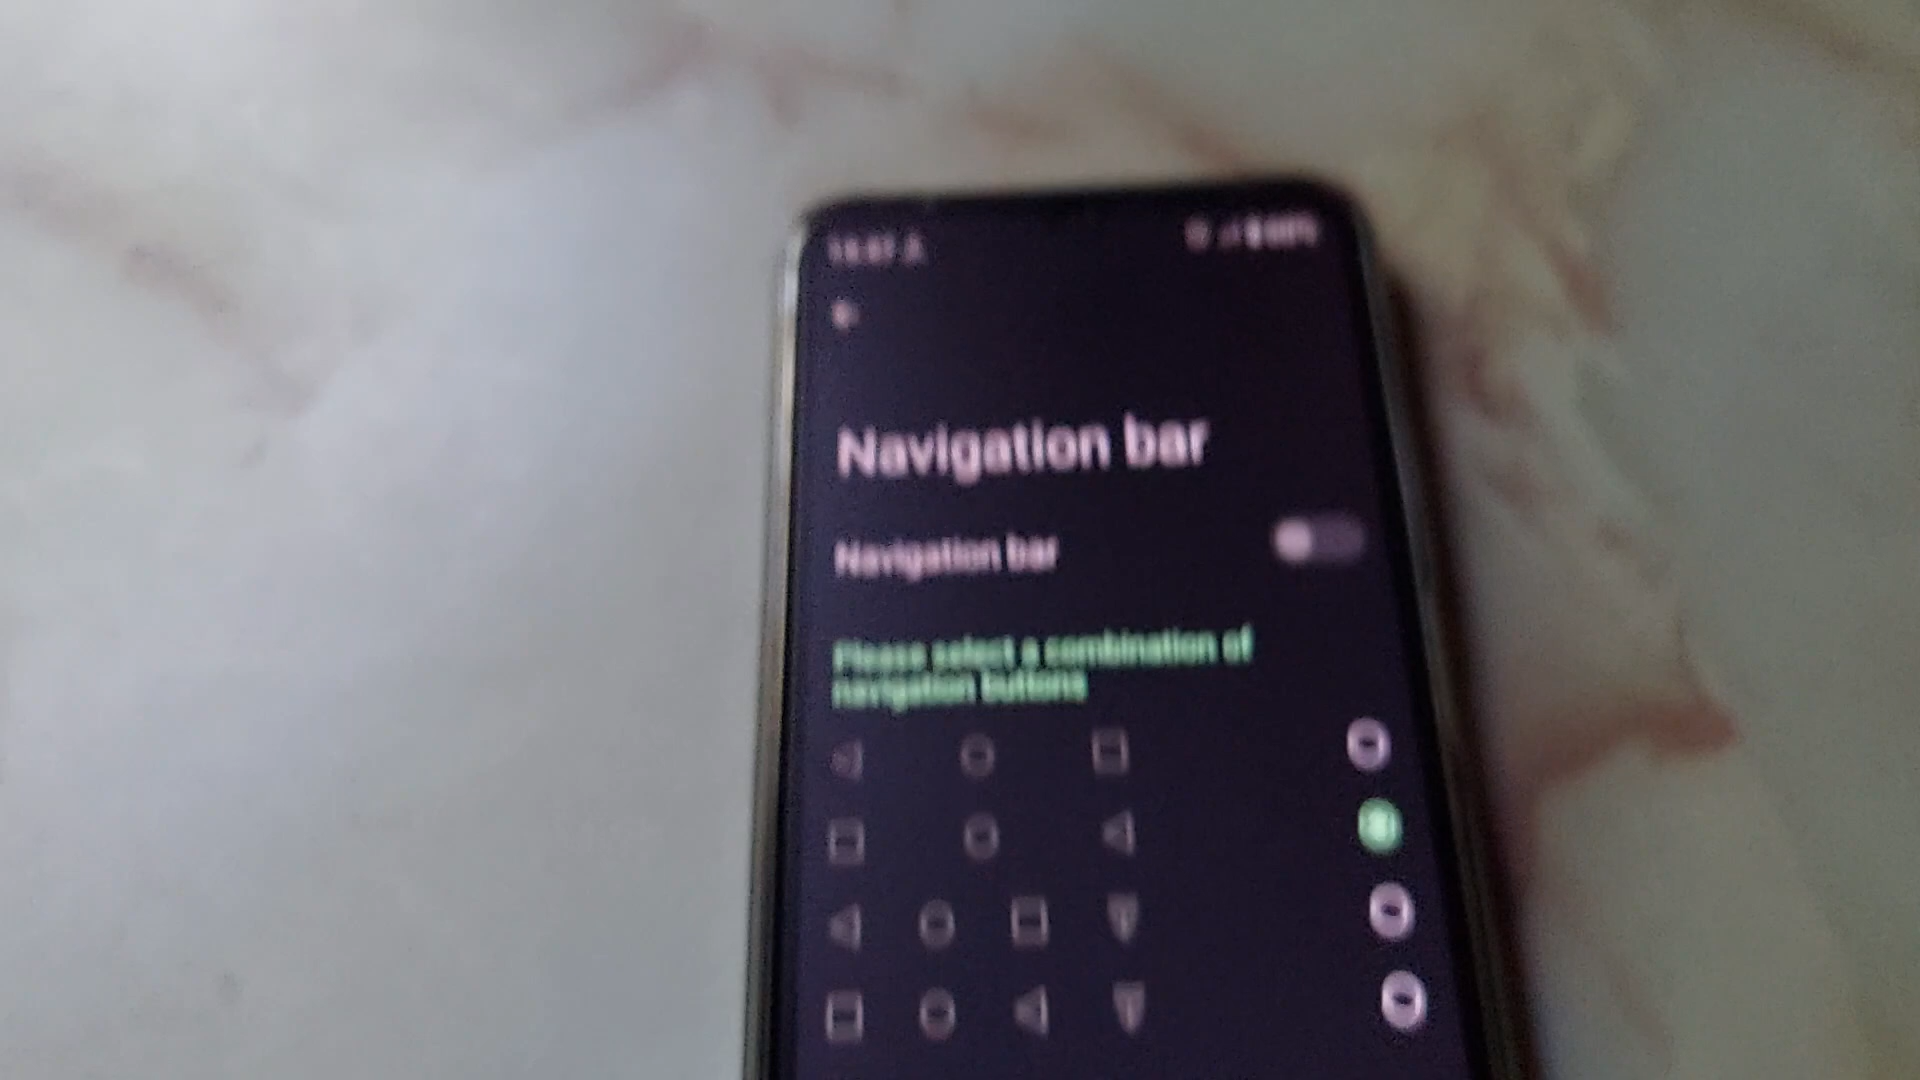 Navigation bar
Navigation bar
Please select a combination of
navigation buttons